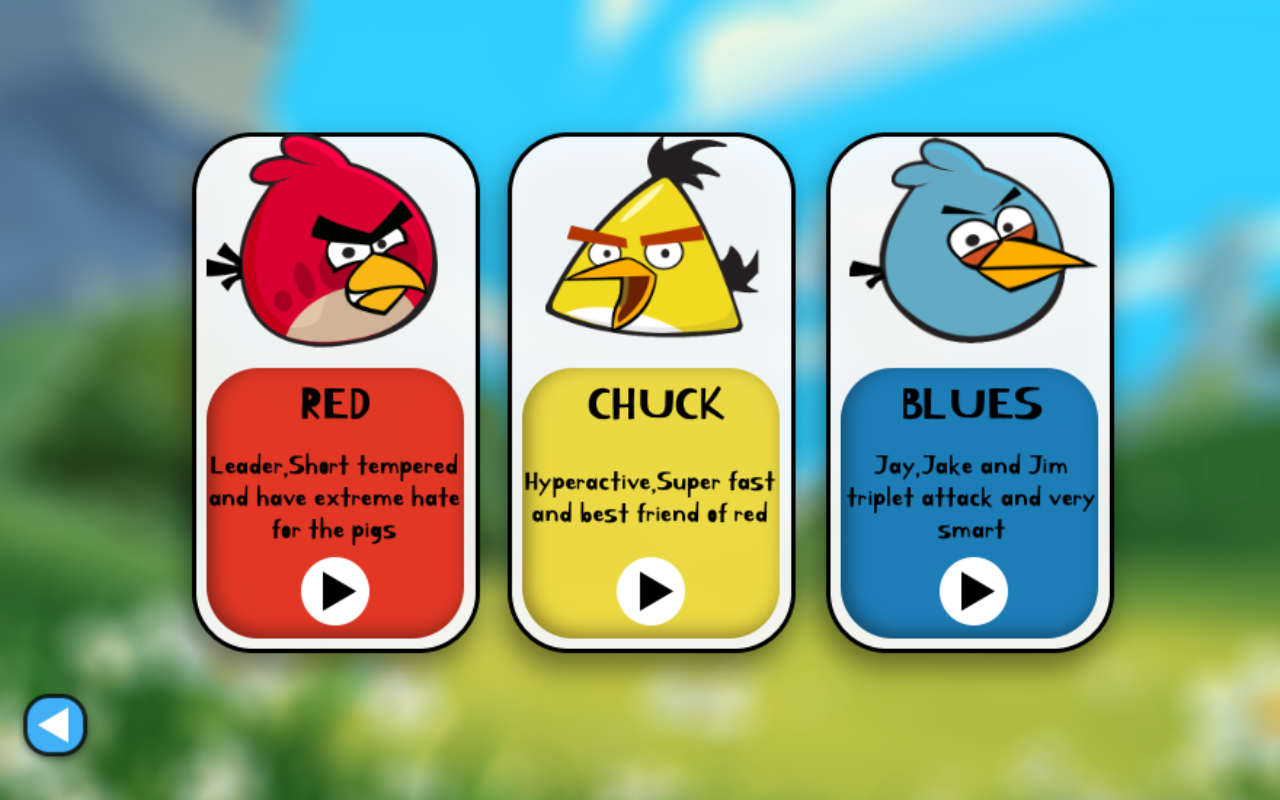 RED
Leader,Short tempered
and have extreme hate
for the pigs
CHUCK
Hyperactive,Super fast
and best friend of red
BLUES
Jay,Jake and Jim
triplet attack and very
smart